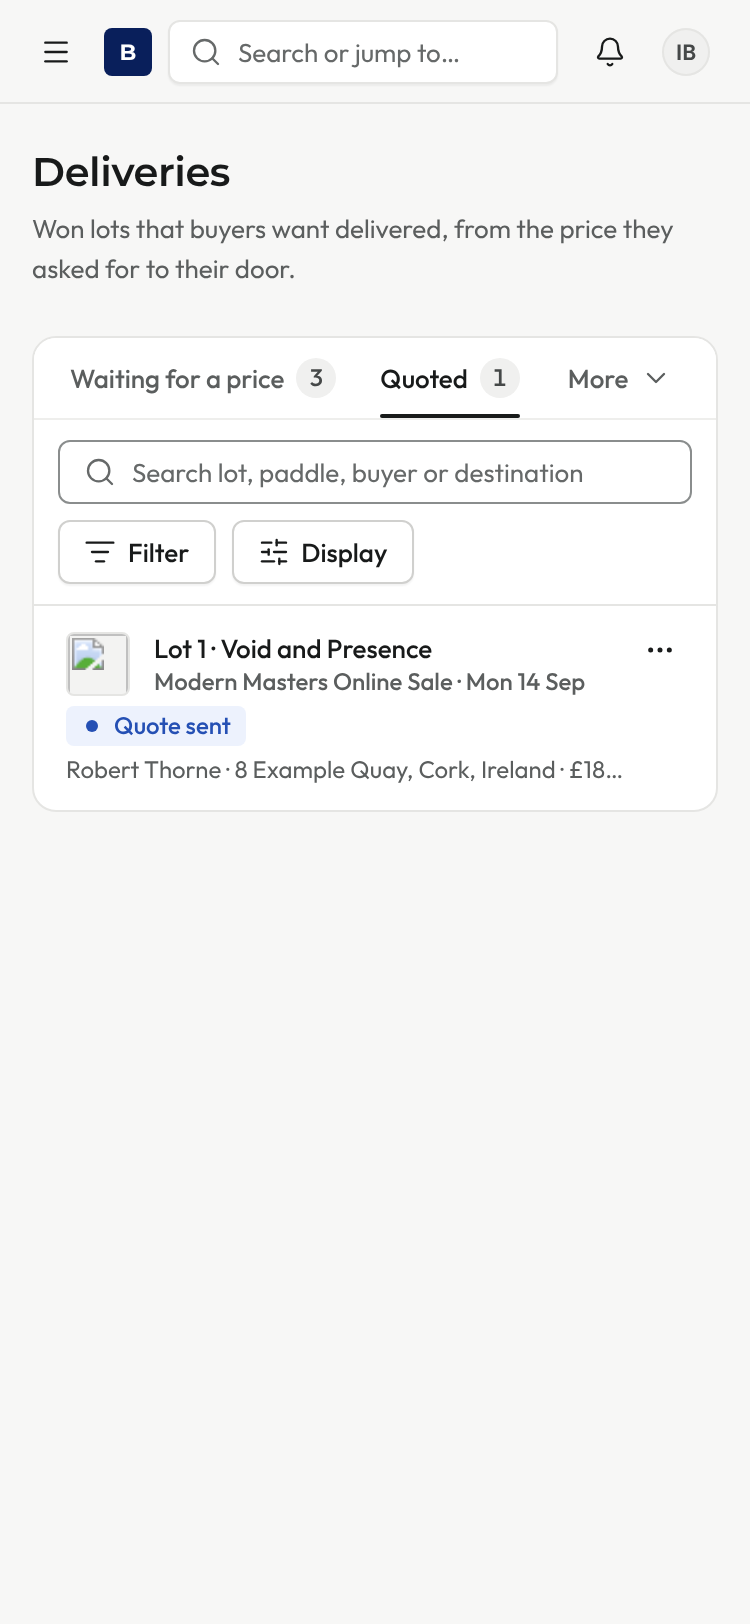 B
Search or jump to...
IB
Deliveries
Won lots that buyers want delivered, from the price they
asked for to their door.
Waiting for a price 3
Quoted 1
More
Search lot, paddle, buyer or destination
Filter
Display
Lot 1 · Void and Presence
Modern Masters Online Sale · Mon 14 Sep
Quote sent
Robert Thorne · 8 Example Quay, Cork, Ireland · £18...